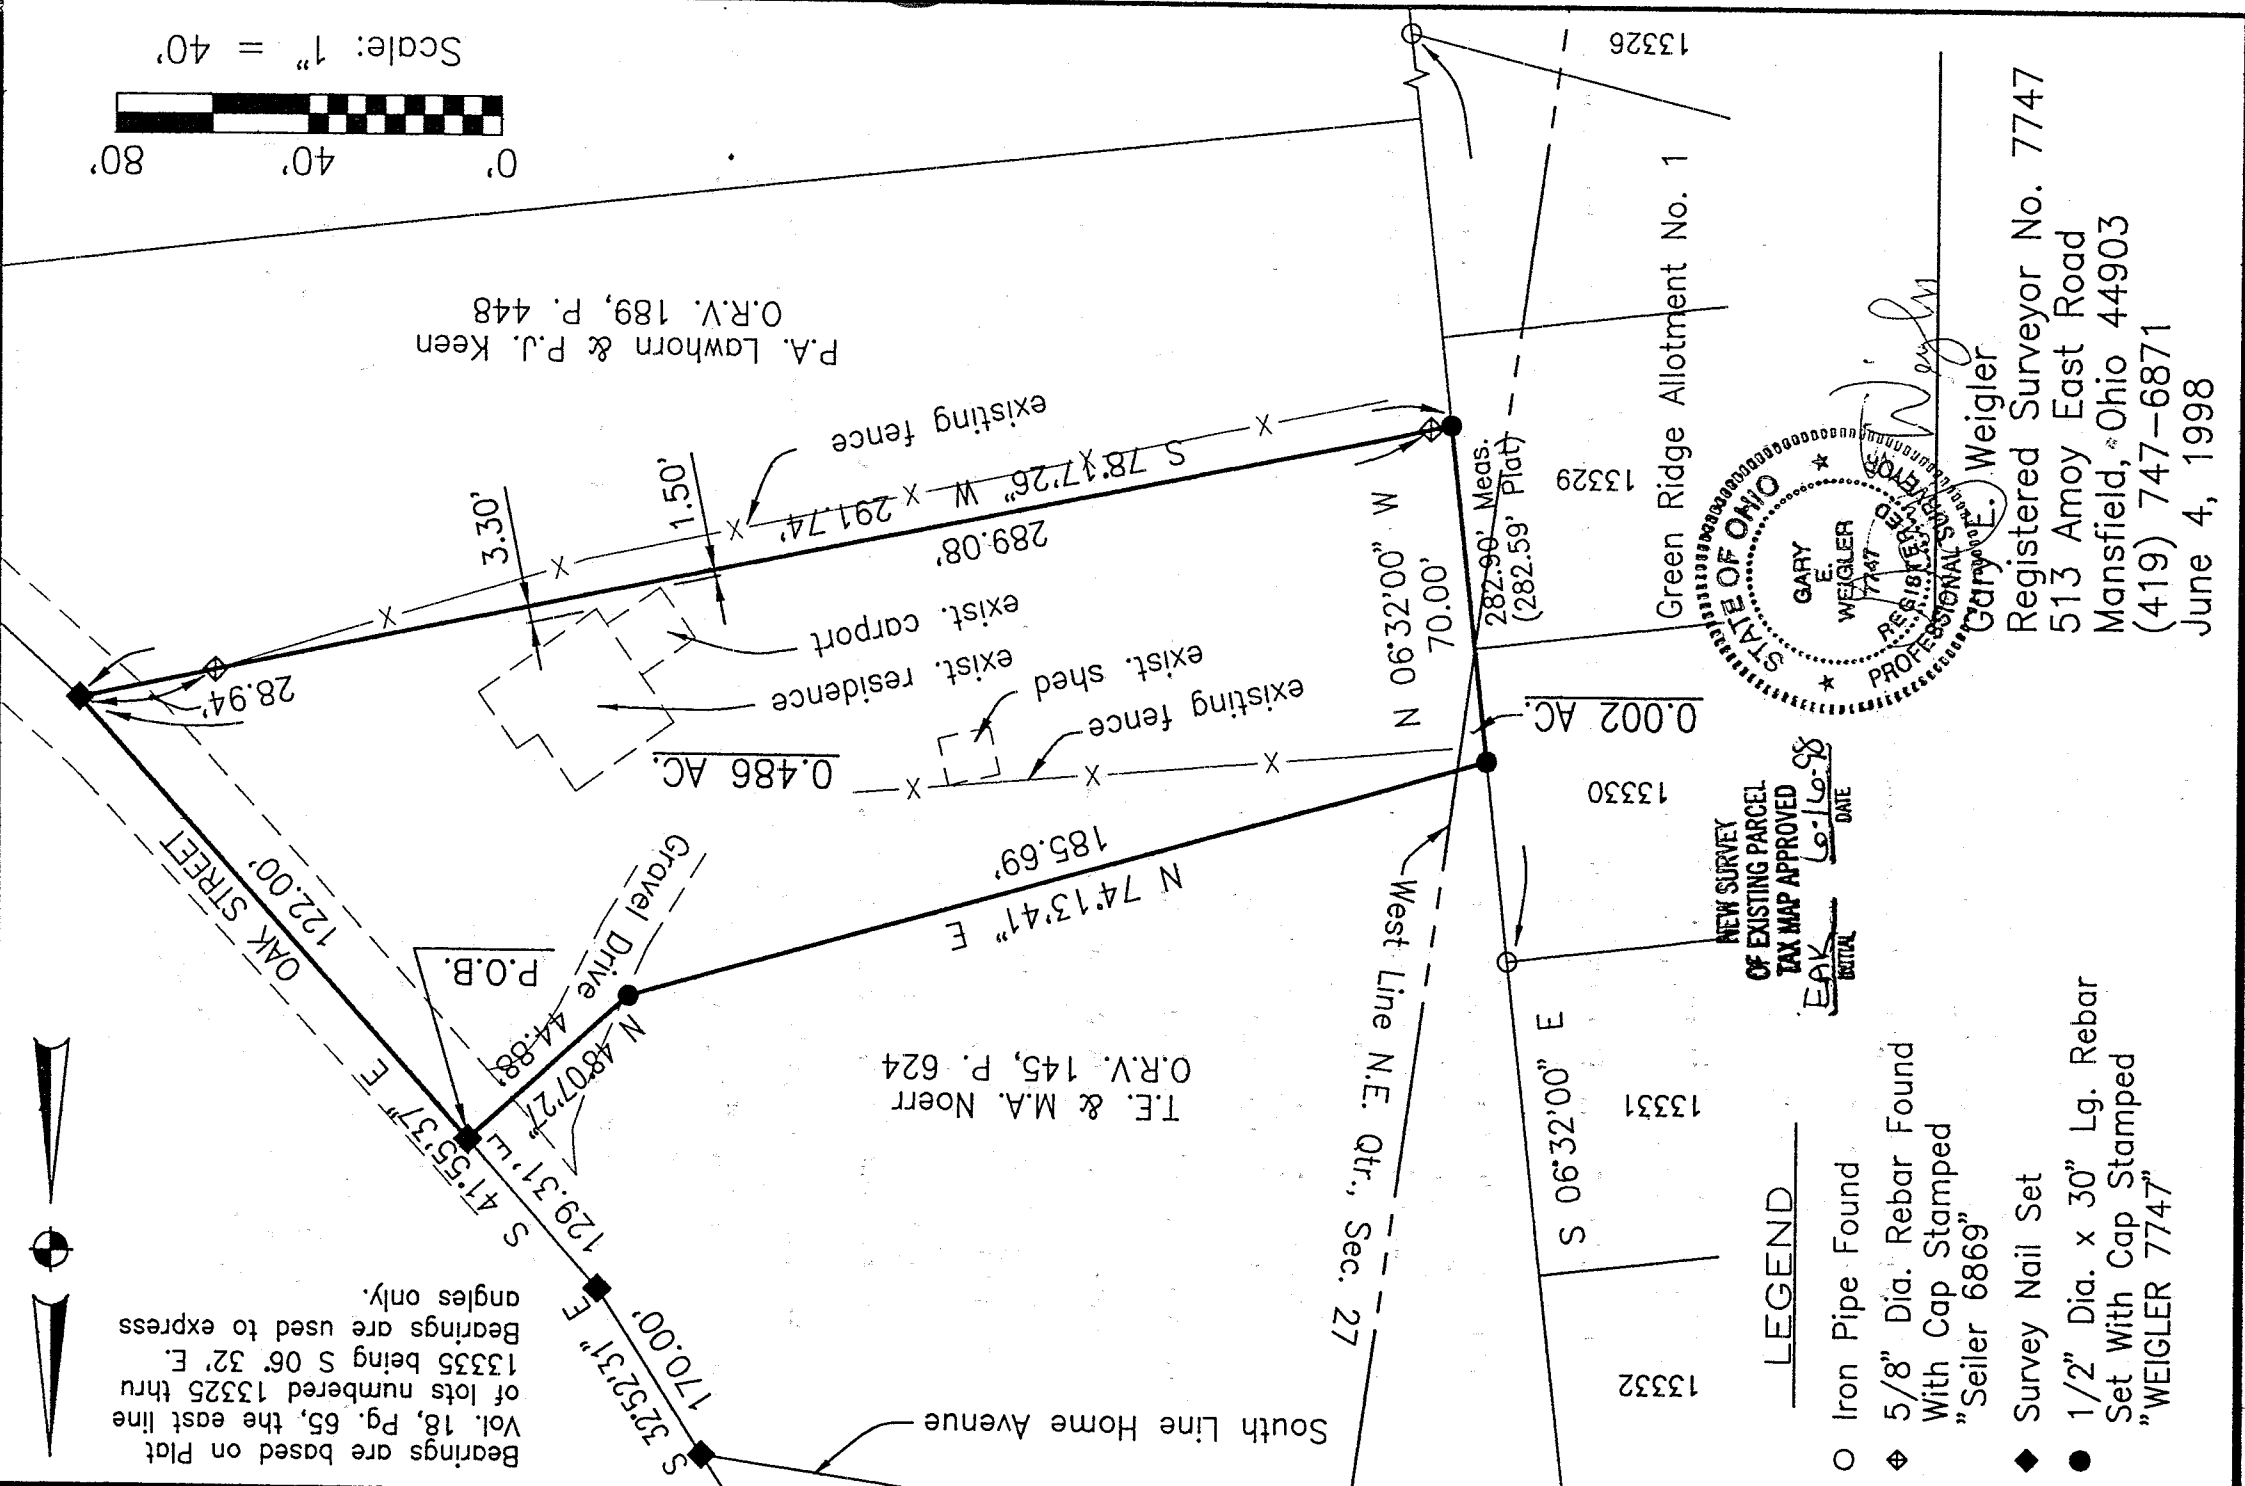 Scale: 1" = 40'
0' 40' 80'
P.A. Lawhorn & P.J. Keen
O.R.V. 189, P. 448
existing fence
S 78°17'26" W 291.74'
289.08'
3.30'
1.50'
28.94'
exist. carport
exist. residence
exist. shed
existing fence
0.486 AC.
0.002 AC.
N 06°32'00" W
70.00'
282.90' Meas.
(282.59' Plat)
OAK STREET
122.00'
S 41°55'37" E
129.31'
P.O.B.
Gravel Drive
N 48°07'27" E
44.88'
N 74°13'41" E
185.69'
T.E. & M.A. Noerr
O.R.V. 145, P. 624
West Line N.E. Qtr., Sec. 27
S 06°32'00" E
S 32°52'31" E
170.00'
South Line Home Avenue
Bearings are based on Plat
Vol. 18, Pg. 65, the east line
of lots numbered 13325 thru
13335 being S 06° 32' E.
Bearings are used to express
angles only.
13326
13329
13330
13331
13332
Green Ridge Allotment No. 1
STATE OF OHIO
GARY
E.
WEIGLER
7747
REGISTERED
PROFESSIONAL SURVEYOR
Gary E. Weigler
Registered Surveyor No. 7747
513 Amoy East Road
Mansfield, Ohio 44903
(419) 747-6871
June 4, 1998
NEW SURVEY
OF EXISTING PARCEL
TAX MAP APPROVED
EAK 6-16-98
INITIAL DATE
LEGEND
Iron Pipe Found
5/8" Dia. Rebar Found
With Cap Stamped
"Seiler 6869"
Survey Nail Set
1/2" Dia. x 30" Lg. Rebar
Set With Cap Stamped
"WEIGLER 7747"